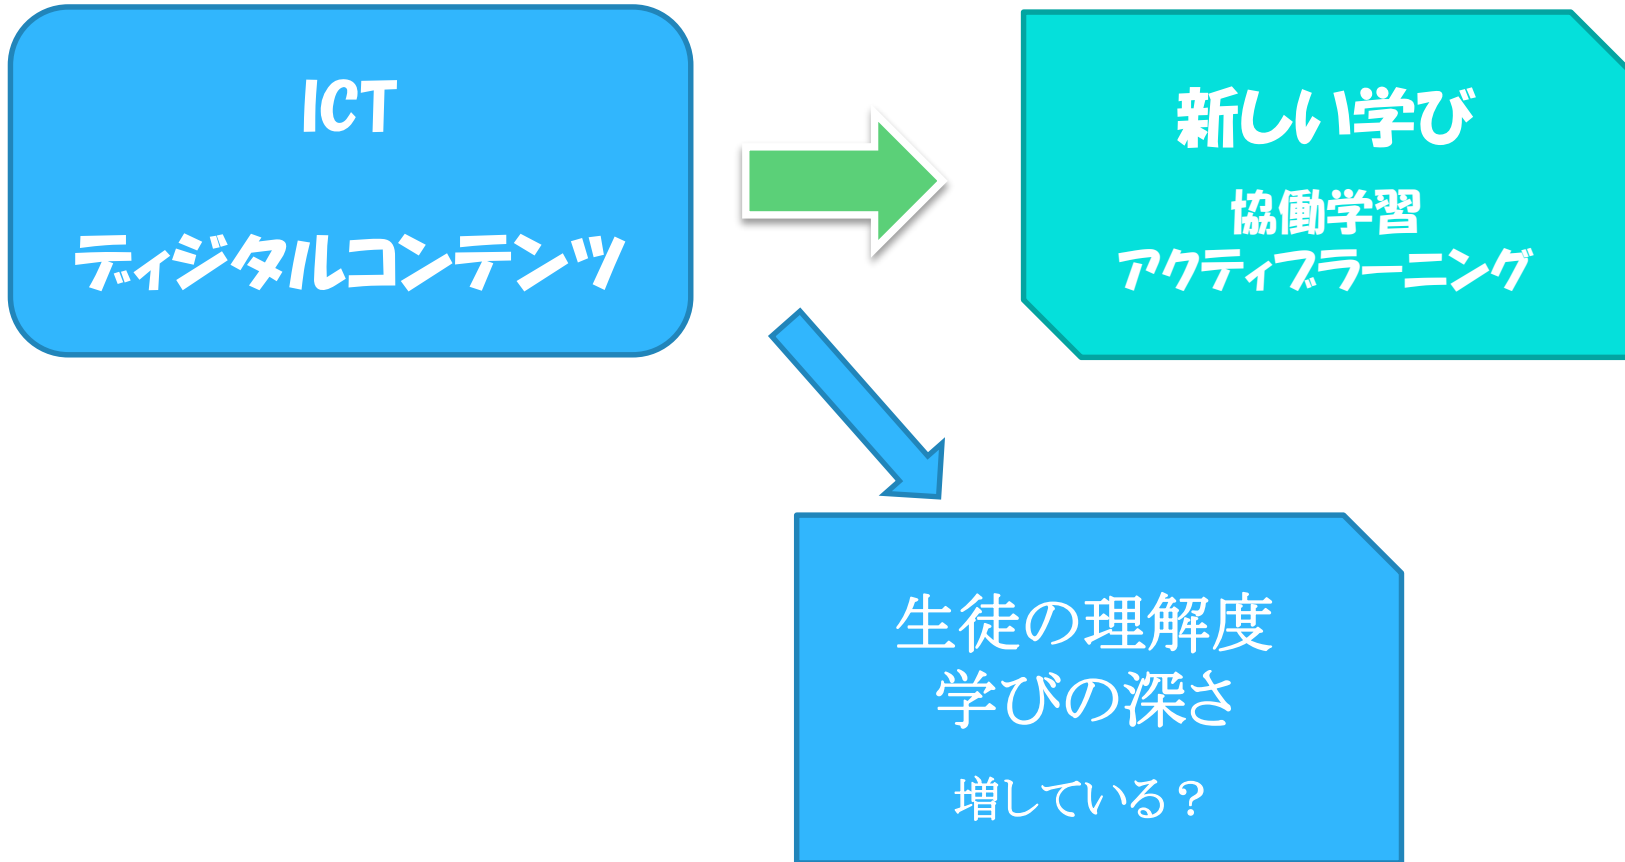 ICT
ディジタルコンテンツ
新しい学び
協働学習
アクティブラーニング
生徒の理解度
学びの深さ
増している？